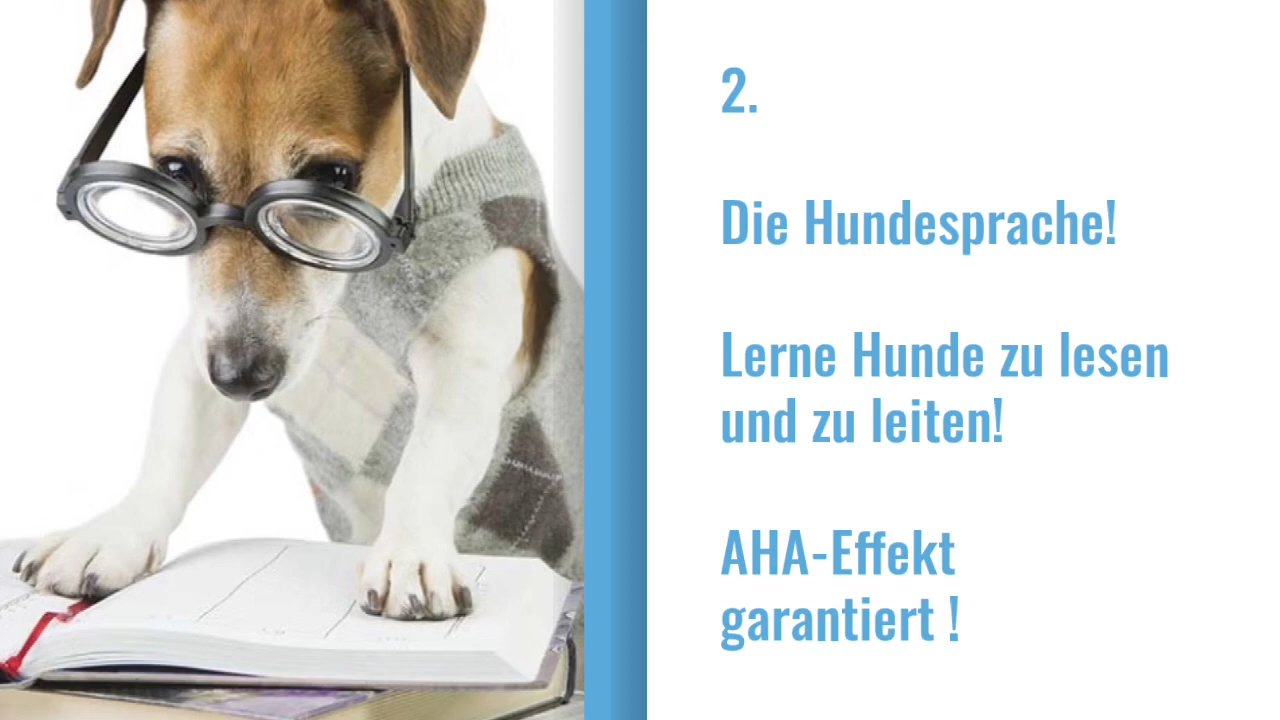 2.
Die Hundesprache!
Lerne Hunde zu lesen
und zu leiten!
AHA-Effekt
garantiert !